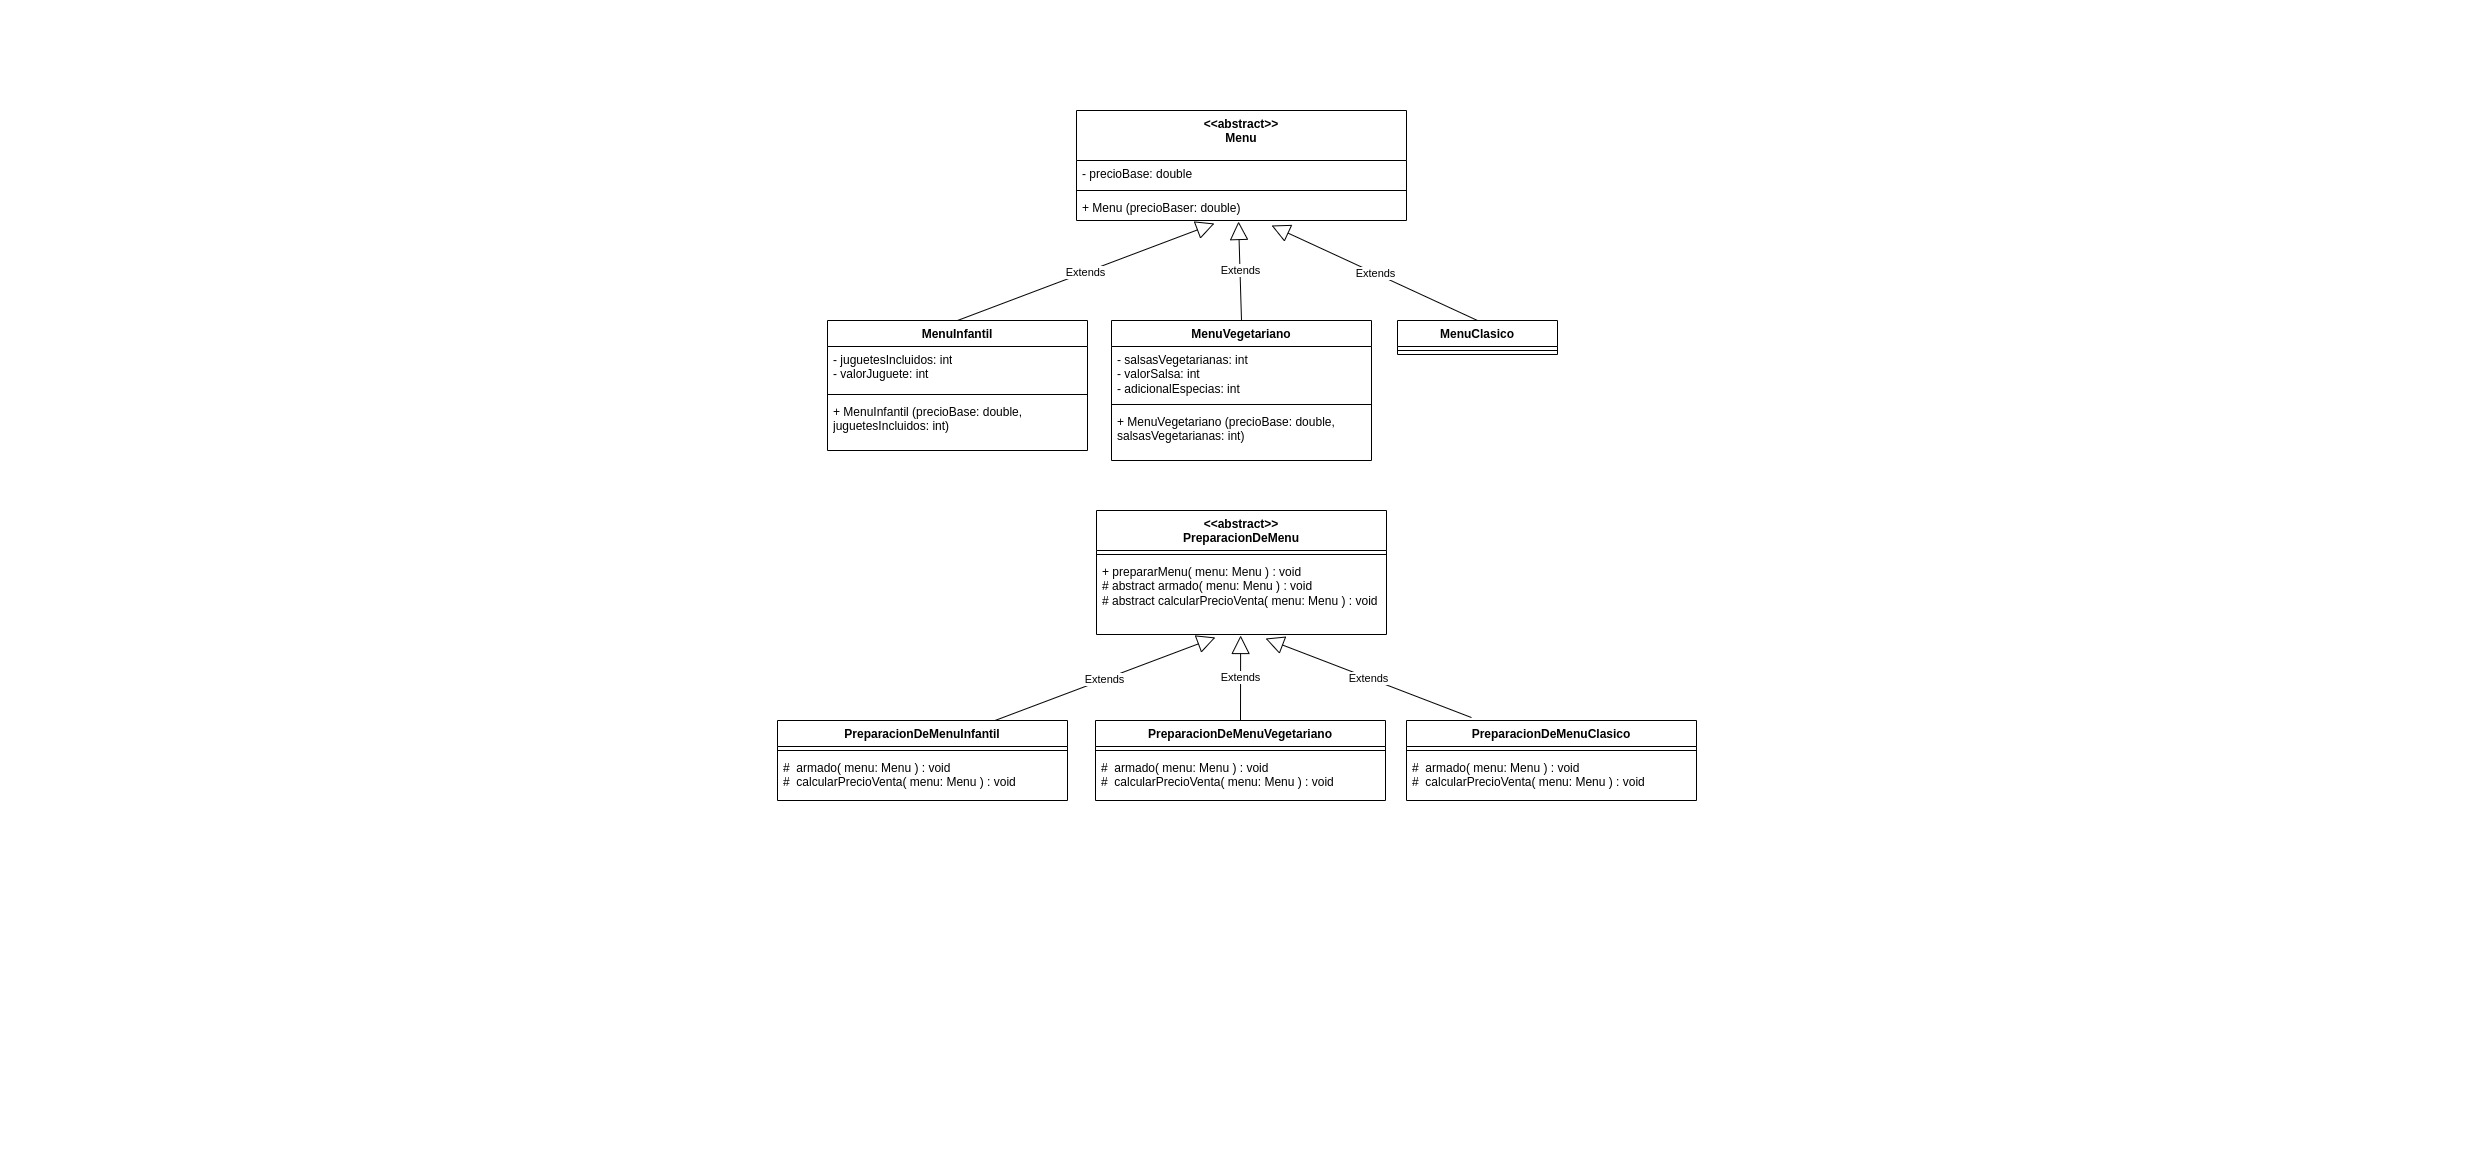 <<abstract>>
Menu
- precioBase: double
+ Menu (precioBaser: double)
Extends
Extends
Extends
MenuInfantil
- juguetesIncluidos: int
- valorJuguete: int
+ MenuInfantil (precioBase: double,
juguetesIncluidos: int)
MenuVegetariano
- salsasVegetarianas: int
- valorSalsa: int
- adicionalEspecias: int
+ MenuVegetariano (precioBase: double,
salsasVegetarianas: int)
MenuClasico
<<abstract>>
PreparacionDeMenu
+ prepararMenu( menu: Menu ) : void
# abstract armado( menu: Menu ) : void
# abstract calcularPrecioVenta( menu: Menu ) : void
Extends
Extends
Extends
PreparacionDeMenuInfantil
#  armado( menu: Menu ) : void
#  calcularPrecioVenta( menu: Menu ) : void
PreparacionDeMenuVegetariano
#  armado( menu: Menu ) : void
#  calcularPrecioVenta( menu: Menu ) : void
PreparacionDeMenuClasico
#  armado( menu: Menu ) : void
#  calcularPrecioVenta( menu: Menu ) : void